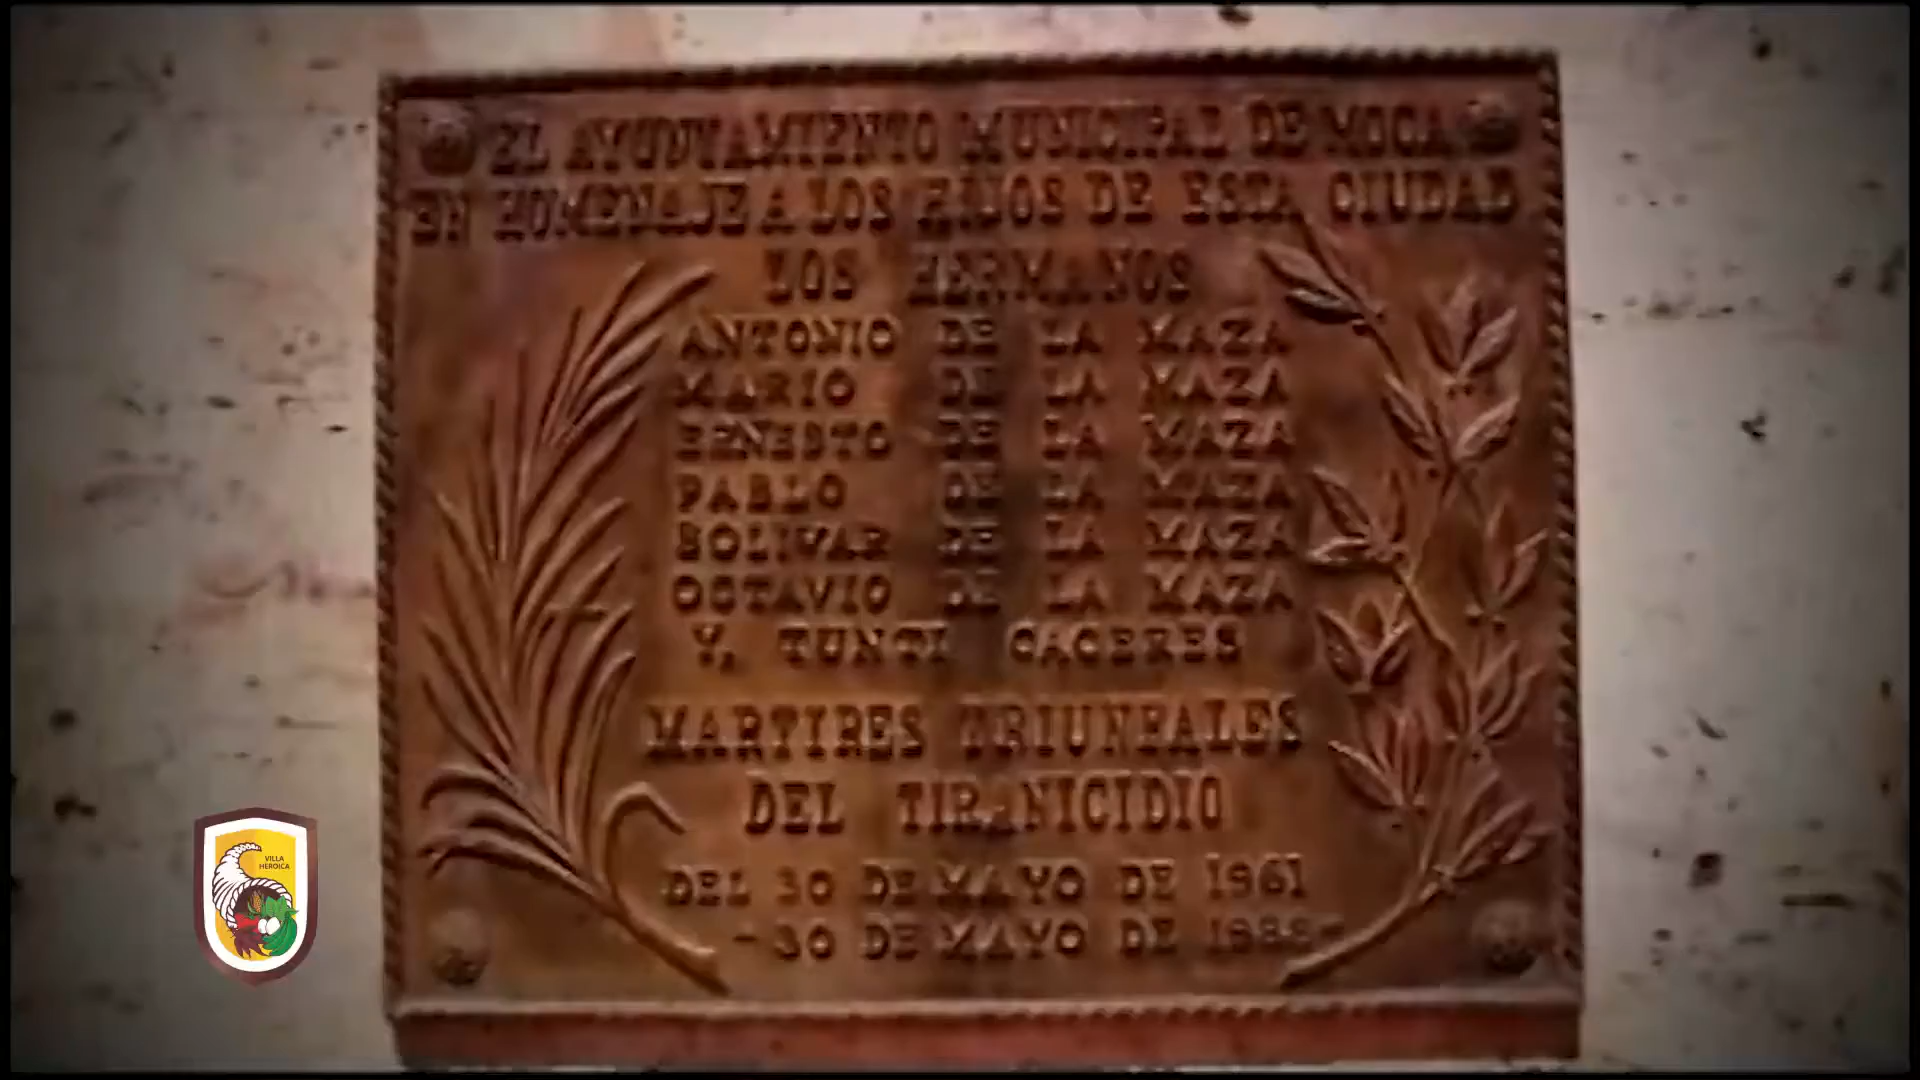 EL AYUDYAMIENTO MUNICIPAL DE MOCA
EN HOMENAJE A LOS HIJOS DE ESTA CIUDAD
LOS HERMANOS
ANTONIO DE LA MAZA
MARIO DE LA MAZA
ERNESTO DE LA MAZA
PABLO DE LA MAZA
BOLIVAR DE LA MAZA
OCTAVIO DE LA MAZA
Y, TUNTI CACERES
MARTIRES TRIUNFALES
DEL TIRANICIDIO
DEL 30 DE MAYO DE 1961
- 30 DE MAYO DE
VILLA
HEROICA